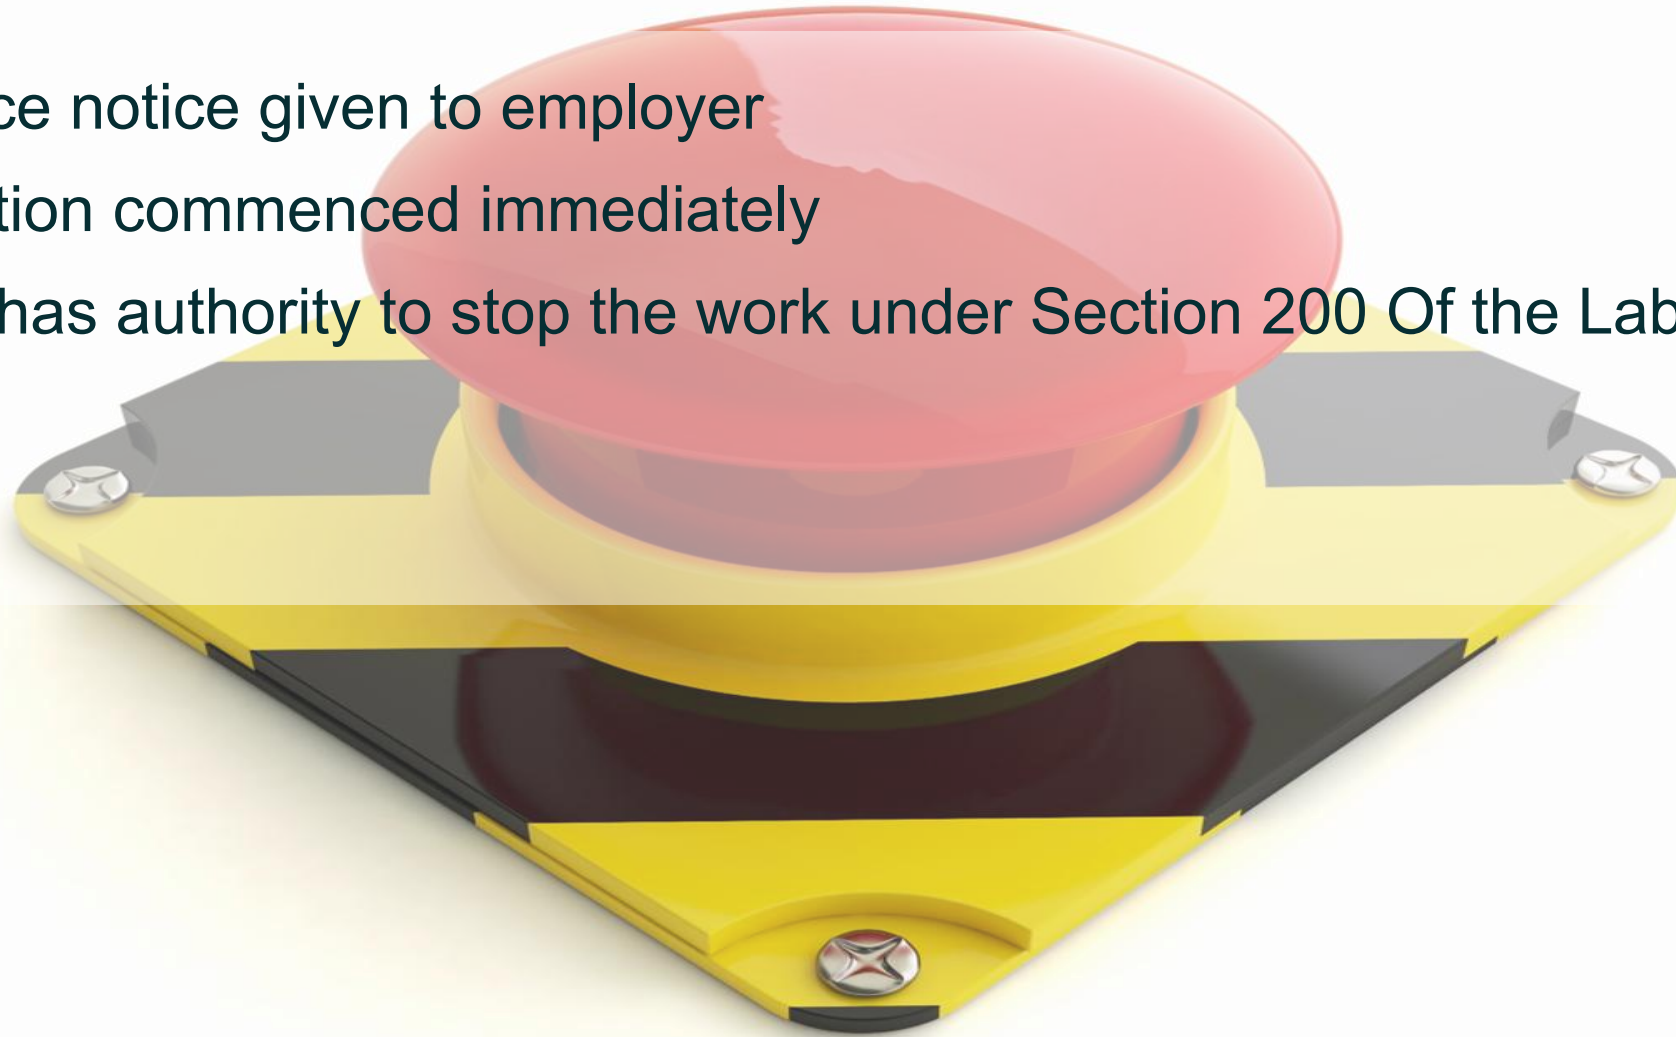 ce notice given to employer
tion commenced immediately
has authority to stop the work under Section 200 Of the Lab